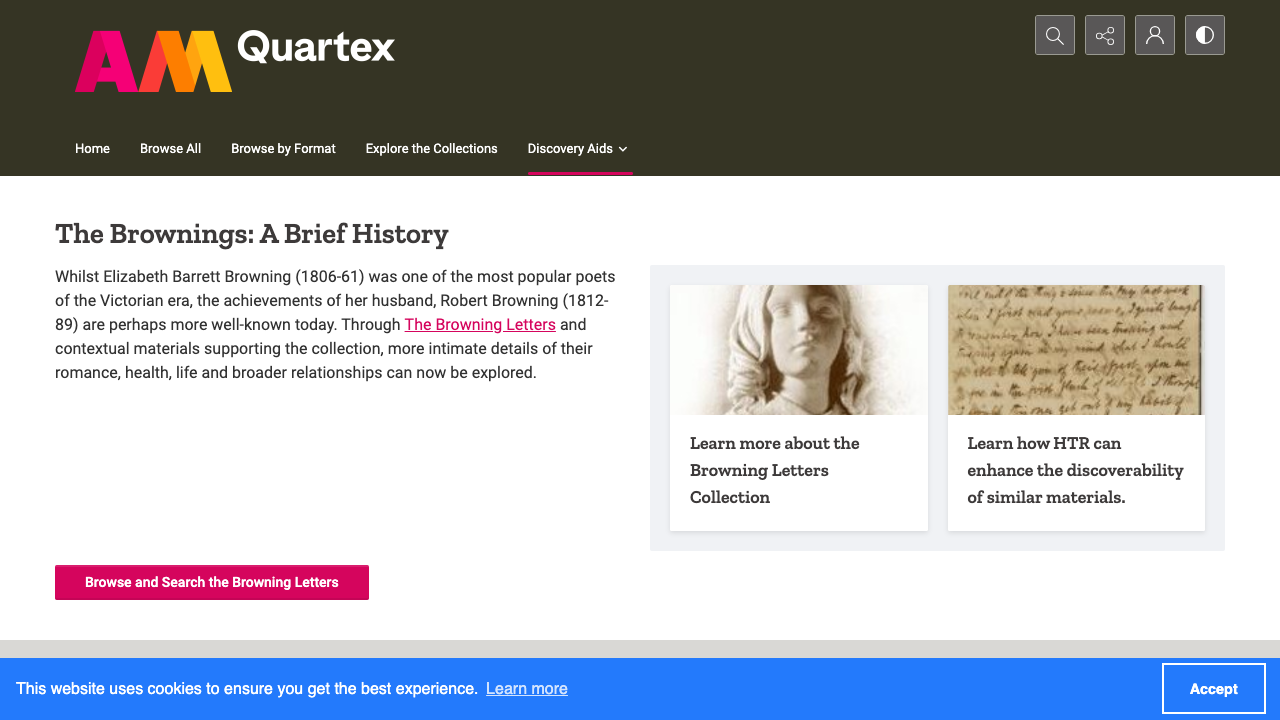 AM Quartex
Home Browse All Browse by Format Explore the Collections Discovery Aids
The Brownings: A Brief History
Whilst Elizabeth Barrett Browning (1806-61) was one of the most popular poets
of the Victorian era, the achievements of her husband, Robert Browning (1812-
89) are perhaps more well-known today. Through The Browning Letters and
contextual materials supporting the collection, more intimate details of their
romance, health, life and broader relationships can now be explored.
Learn more about the
Browning Letters
Collection
Learn how HTR can
enhance the discoverability
of similar materials.
Browse and Search the Browning Letters
This website uses cookies to ensure you get the best experience. Learn more
Accept